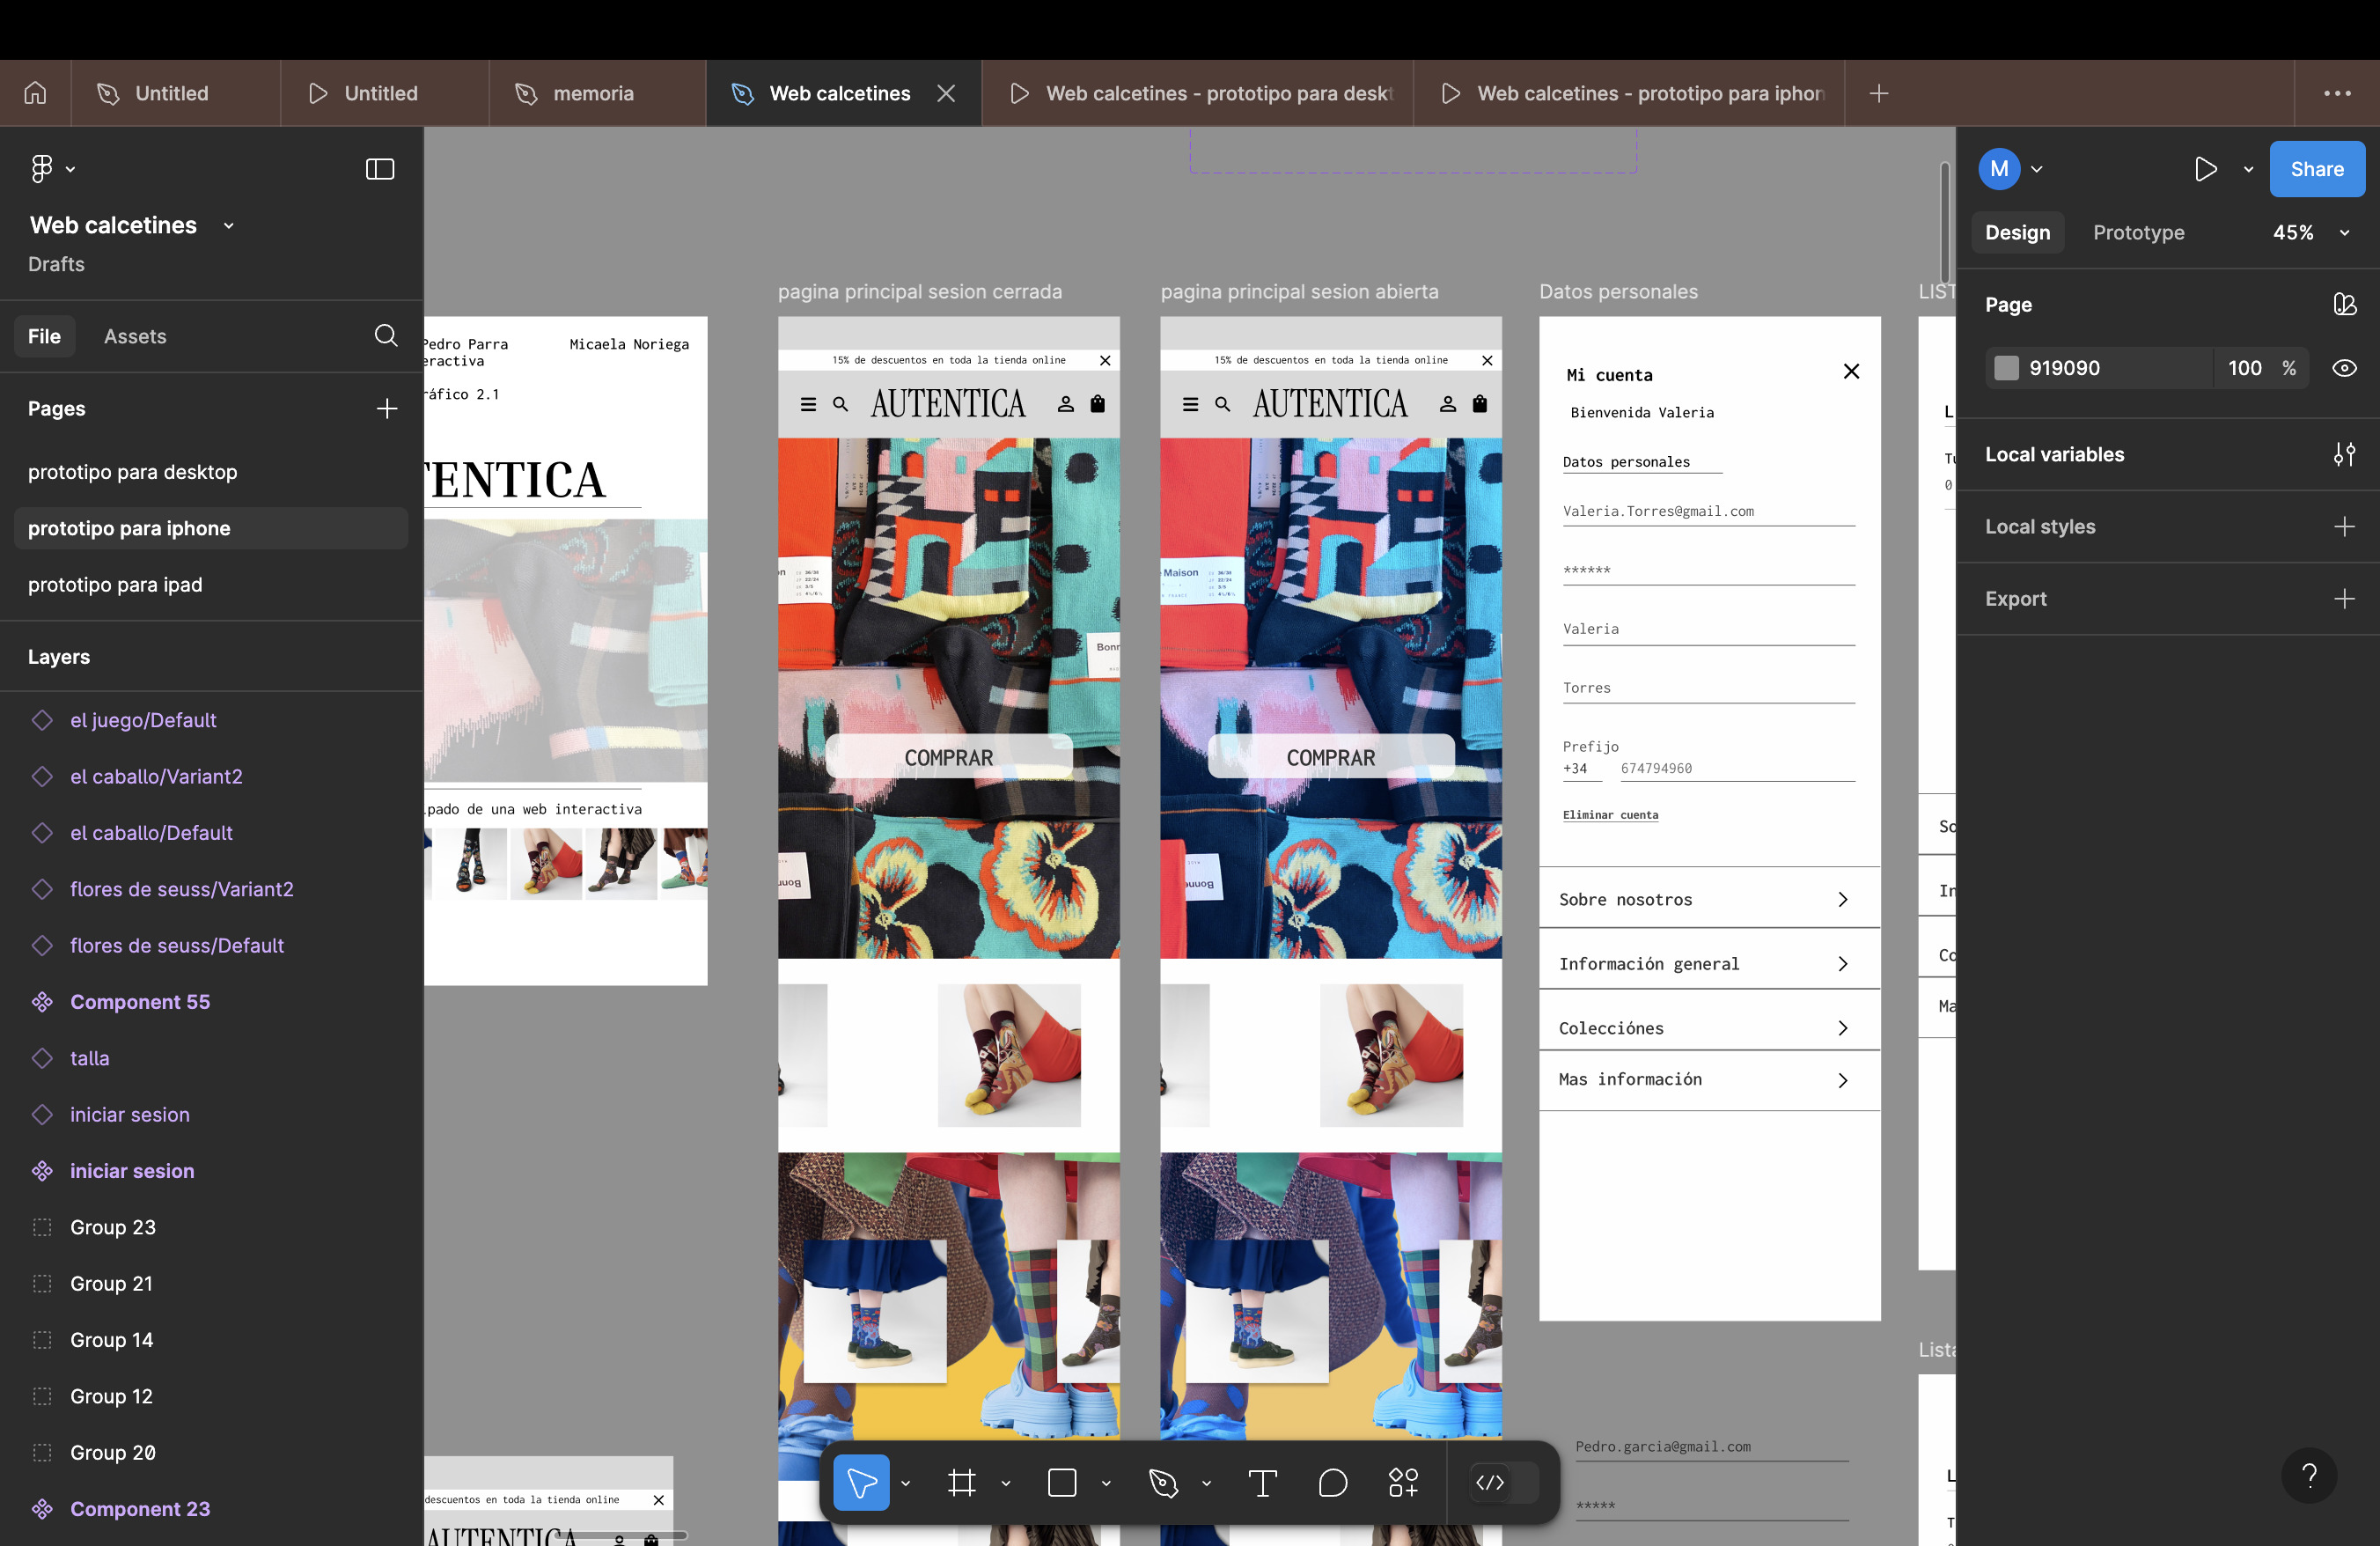 Untitled
Untitled
memoria
Web calcetines
Web calcetines - prototipo para deskt
Web calcetines - prototipo para iphon
Web calcetines
Drafts
File
Assets
Pages
prototipo para desktop
prototipo para iphone
prototipo para ipad
Layers
el juego/Default
el caballo/Variant2
el caballo/Default
flores de seuss/Variant2
flores de seuss/Default
Component 55
talla
iniciar sesion
iniciar sesion
Group 23
Group 21
Group 14
Group 12
Group 20
Component 23
Pedro Parra
Micaela Noriega
eractiva
ráfico 2.1
TENTICA
pado de una web interactiva
descuentos en toda la tienda online
AUTENTICA
pagina principal sesion cerrada
15% de descuentos en toda la tienda online
AUTENTICA
COMPRAR
pagina principal sesion abierta
15% de descuentos en toda la tienda online
AUTENTICA
Maison
COMPRAR
Datos personales
Mi cuenta
Bienvenida Valeria
Datos personales
Valeria.Torres@gmail.com
******
Valeria
Torres
Prefijo
+34 674794960
Eliminar cuenta
Sobre nosotros
Información general
Colecciónes
Mas información
Pedro.garcia@gmail.com
*****
LIST
L
Tu
0
So
In
Co
Ma
Lista
L
T
M
Share
Design
Prototype
45%
Page
919090
100 %
Local variables
Local styles
Export
?